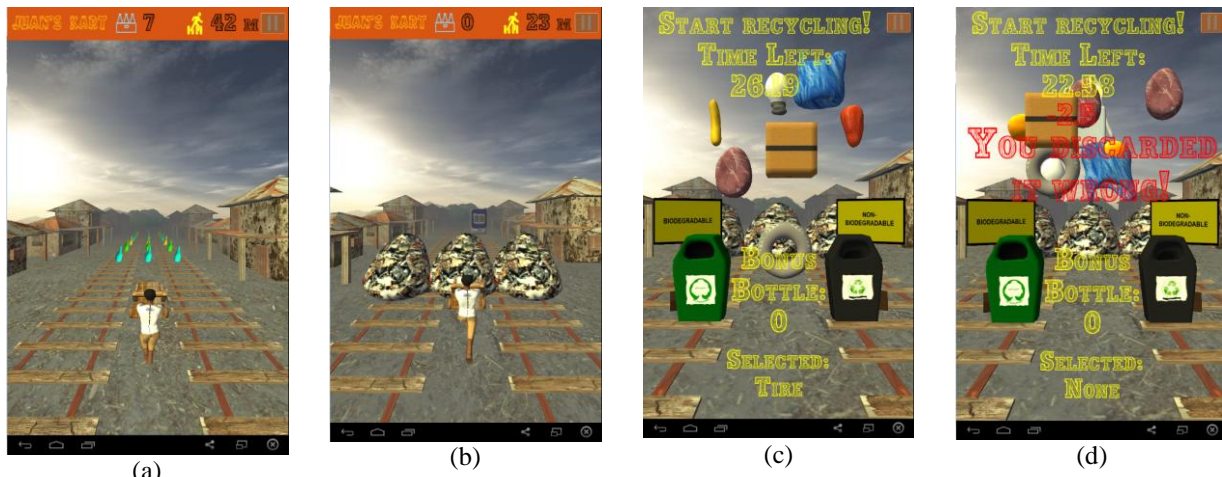 JUAN'S KART 7 42 M
JUAN'S KART 0 23 M
START RECYCLING!
TIME LEFT:
26.19
BIODEGRADABLE
NON-
BIODEGRADABLE
BONUS
BOTTLE:
0
SELECTED:
TIRE
START RECYCLING!
TIME LEFT:
22.58
YOU DISCARDED
IT WRONG!
BIODEGRADABLE
NON-
BIODEGRADABLE
BONUS
BOTTLE:
0
SELECTED:
NONE
(a)
(b)
(c)
(d)